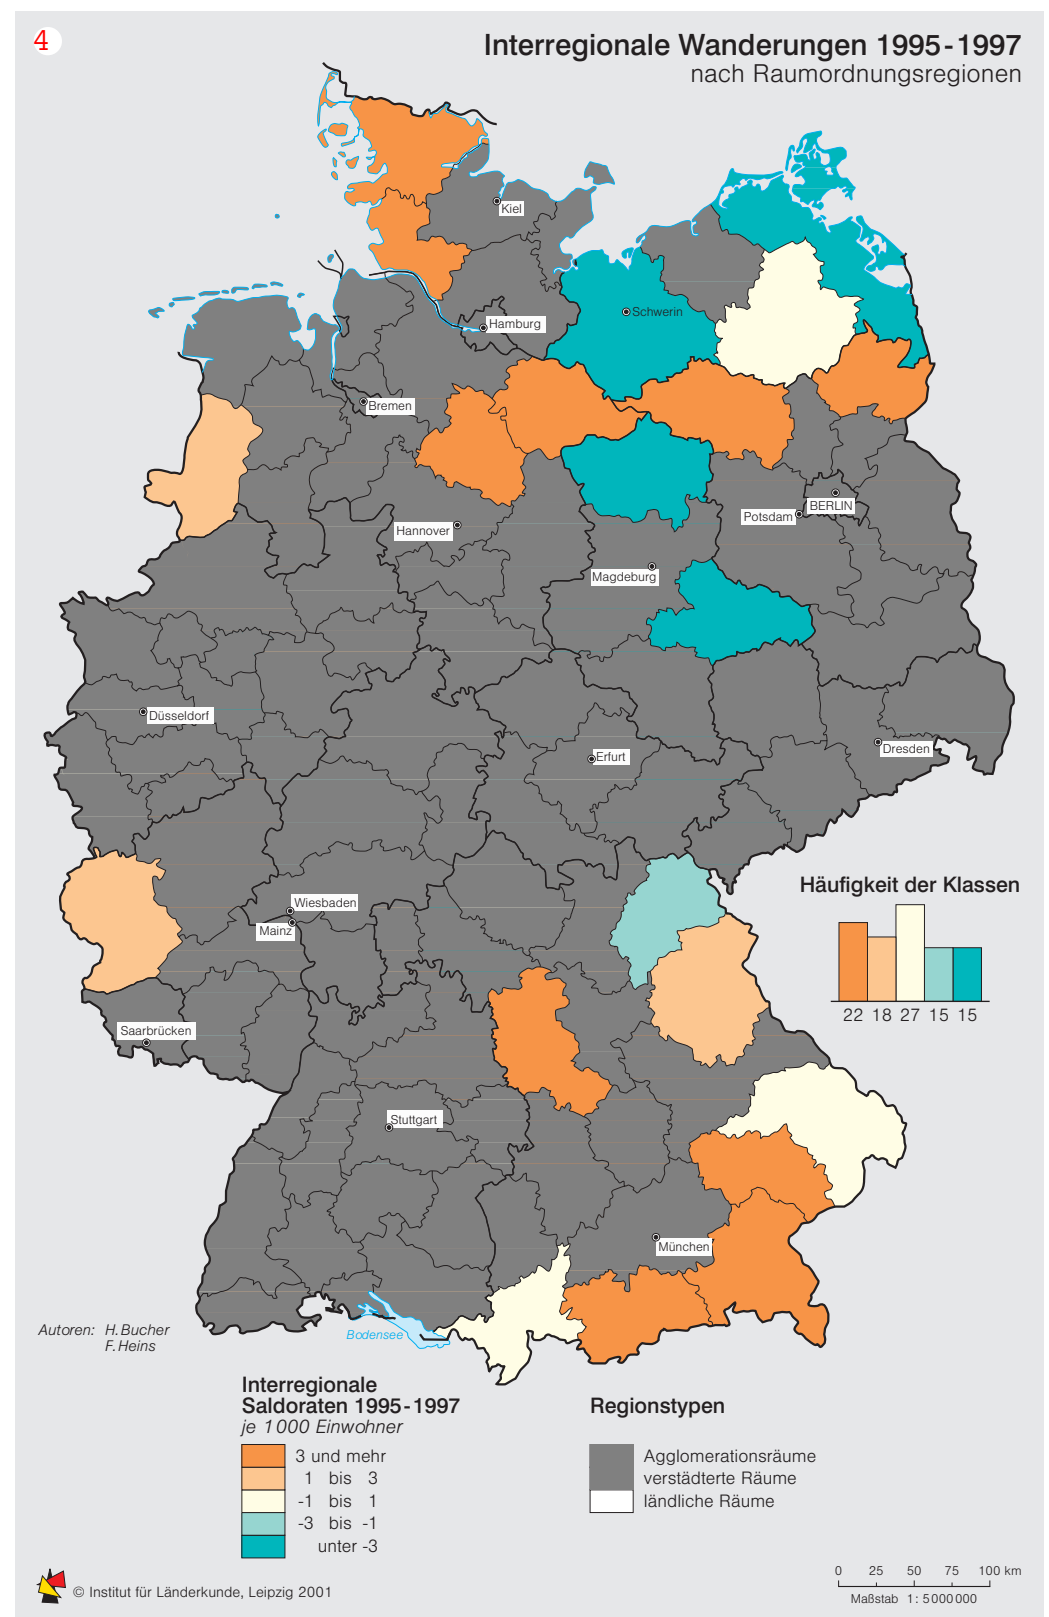 4
Interregionale Wanderungen 1995-1997
nach Raumordnungsregionen
Kiel
Schwerin
Hamburg
Bremen
BERLIN
Potsdam
Hannover
Magdeburg
Düsseldorf
Dresden
Erfurt
Häufigkeit der Klassen
22 18 27 15 15
Wiesbaden
Mainz
Saarbrücken
Stuttgart
München
Bodensee
Autoren: H. Bucher
F. Heins
Interregionale
Saldoraten 1995-1997
je 1000 Einwohner
3 und mehr
1 bis 3
-1 bis 1
-3 bis -1
unter -3
Regionstypen
Agglomerationsräume
verstädterte Räume
ländliche Räume
© Institut für Länderkunde, Leipzig 2001
0 25 50 75 100 km
Maßstab 1: 5000000